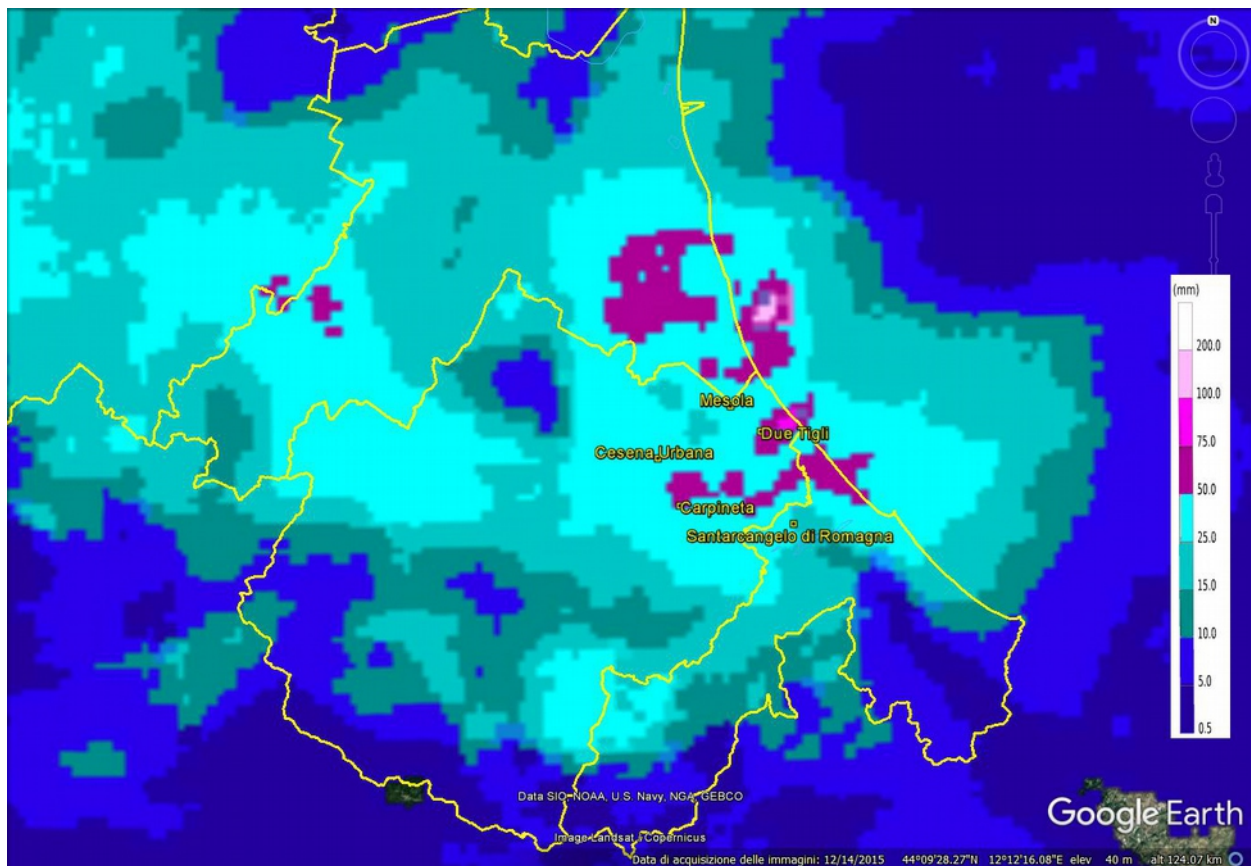 N
(mm)
200.0
100.0
75.0
50.0
25.0
15.0
10.0
5.0
0.5
Mesola
Due Tigli
Cesena Urbana
Carpineta
Santarcangelo di Romagna
Data SIO, NOAA, U.S. Navy, NGA, GEBCO
Image Landsat / Copernicus
Google Earth
Data di acquisizione delle immagini: 12/14/2015 44°09'28.27"N 12°12'16.08"E elev 40 m alt 124.07 km